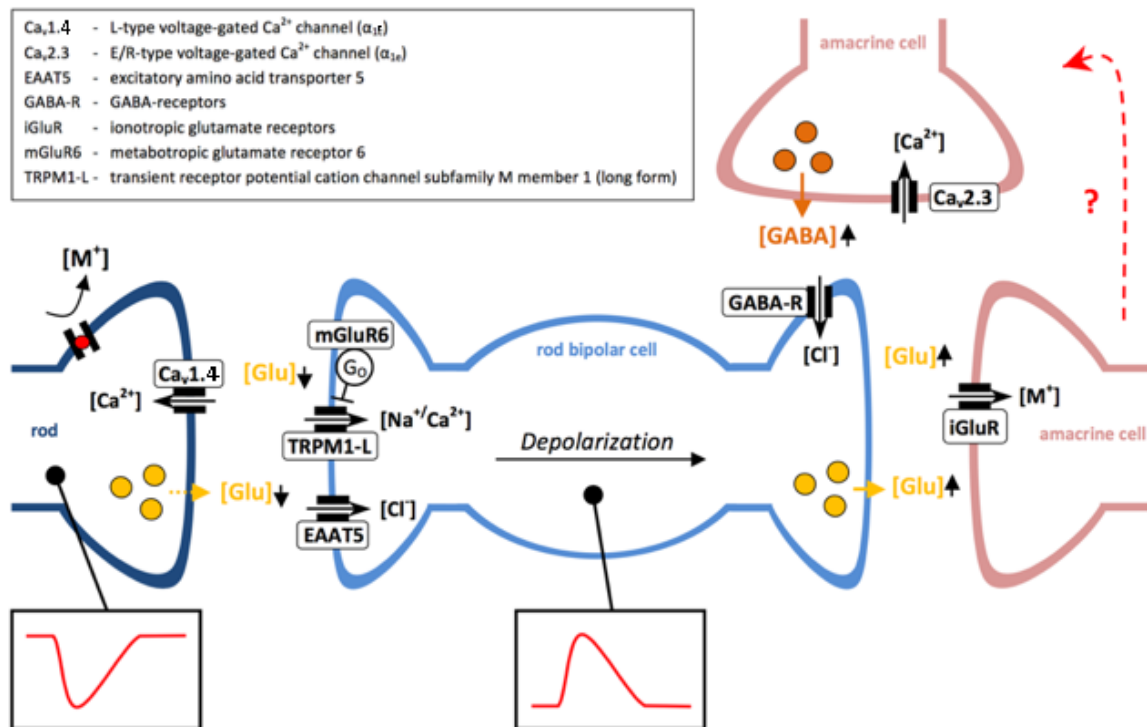 Caᵥ1.4 - L-type voltage-gated Ca²⁺ channel (α₁f)
Caᵥ2.3 - E/R-type voltage-gated Ca²⁺ channel (α₁e)
EAAT5 - excitatory amino acid transporter 5
GABA-R - GABA-receptors
iGluR - ionotropic glutamate receptors
mGluR6 - metabotropic glutamate receptor 6
TRPM1-L - transient receptor potential cation channel subfamily M member 1 (long form)
amacrine cell
[Ca²⁺]
Caᵥ2.3
[GABA]
?
[M⁺]
mGluR6
G₀
GABA-R
[Cl⁻]
rod bipolar cell
Caᵥ1.4
[Ca²⁺]
[Glu]
[Glu]
[M⁺]
iGluR
amacrine cell
rod
TRPM1-L
[Na⁺/Ca²⁺]
Depolarization
[Glu]
[Cl⁻]
EAAT5
[Glu]